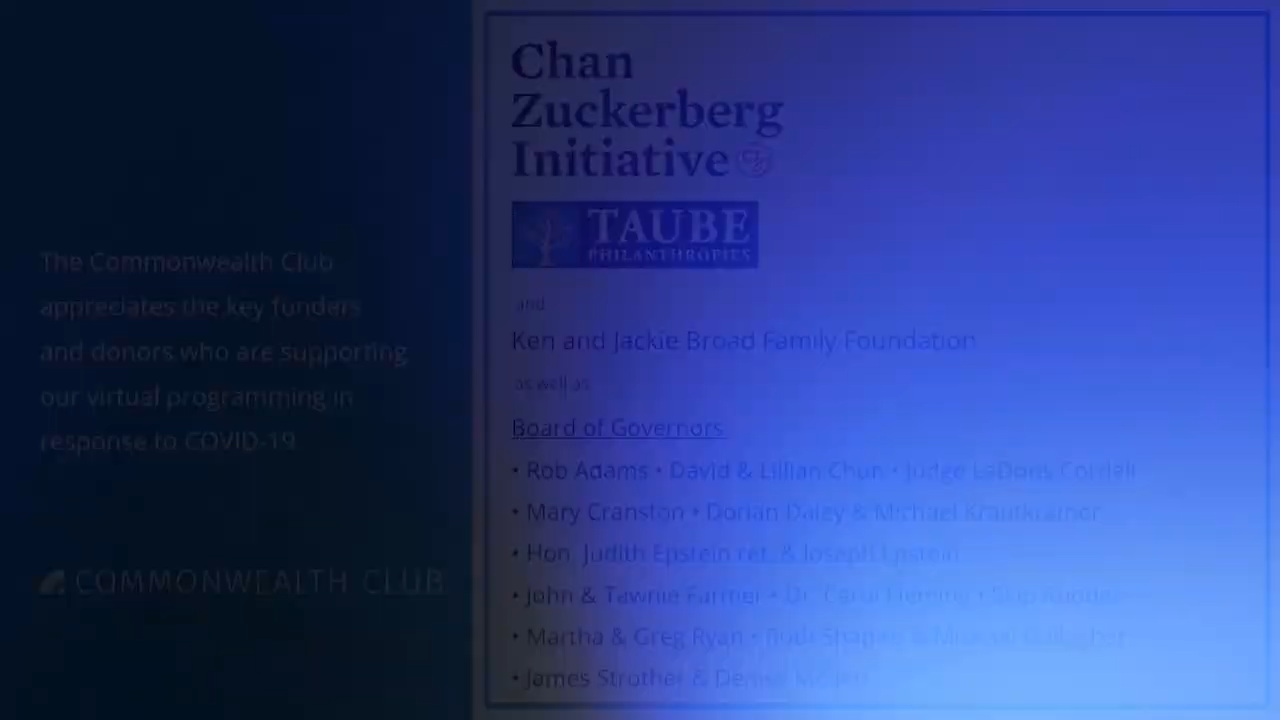 The Commonwealth Club
appreciates the key funders
and donors who are supporting
our virtual programming in
response to COVID-19
COMMONWEALTH CLUB
Chan
Zuckerberg
Initiative
TAUBE
PHILANTHROPIES
and
Ken and Jackie Broad Family Foundation
as well as
Board of Governors
• Rob Adams • David & Lillian Chun • Judge LaDoris Cordell
• Mary Cranston • Dorian Daley & Michael Krautkramer
• Hon. Judith Epstein ret. & Joseph Epstein
• John & Tawnie Farmer • Dr. Carol Fleming •
• Martha & Greg Ryan •
• James Strother & Denise